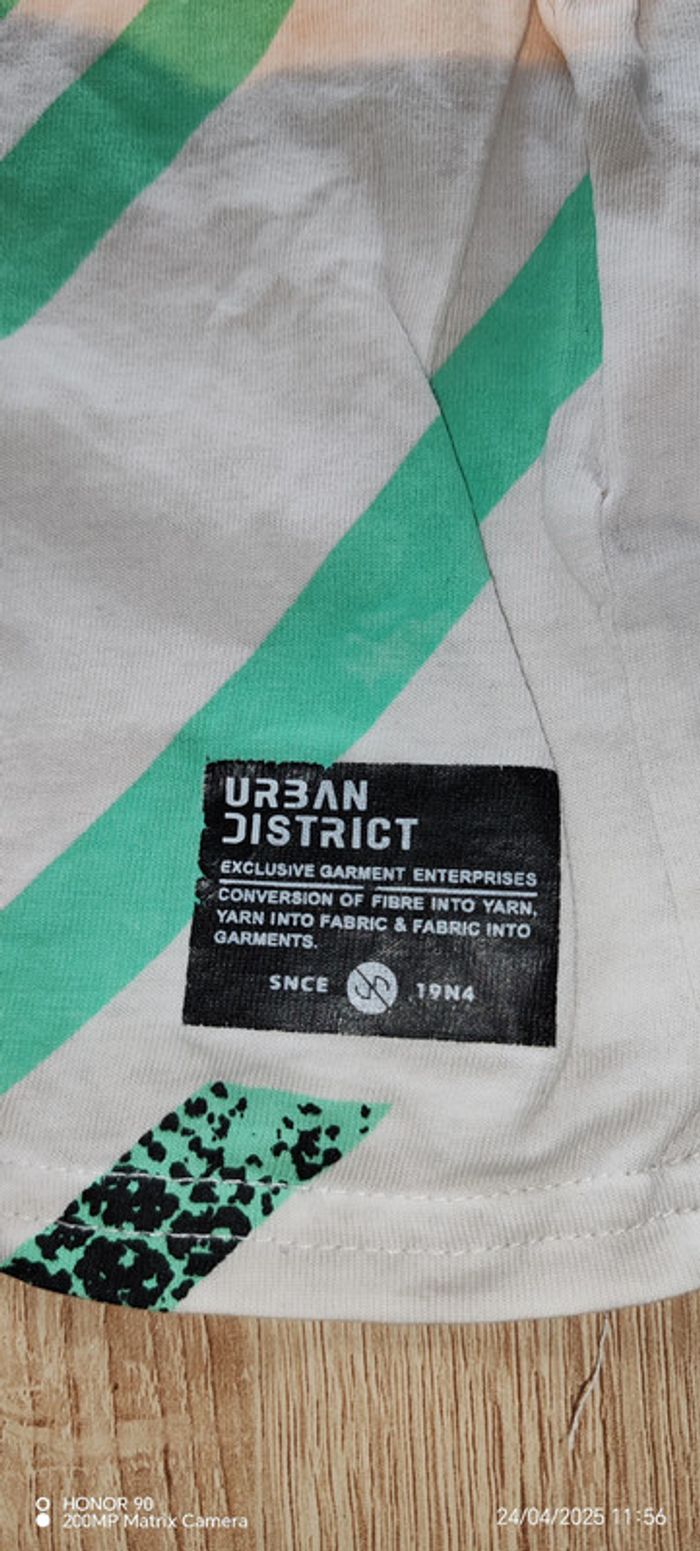 URBAN
DISTRICT
EXCLUSIVE GARMENT ENTERPRISES
CONVERSION OF FIBRE INTO YARN,
YARN INTO FABRIC & FABRIC INTO
GARMENTS.
SNCE 19N4
HONOR 90
200MP Matrix Camera
24/04/2025 11:56